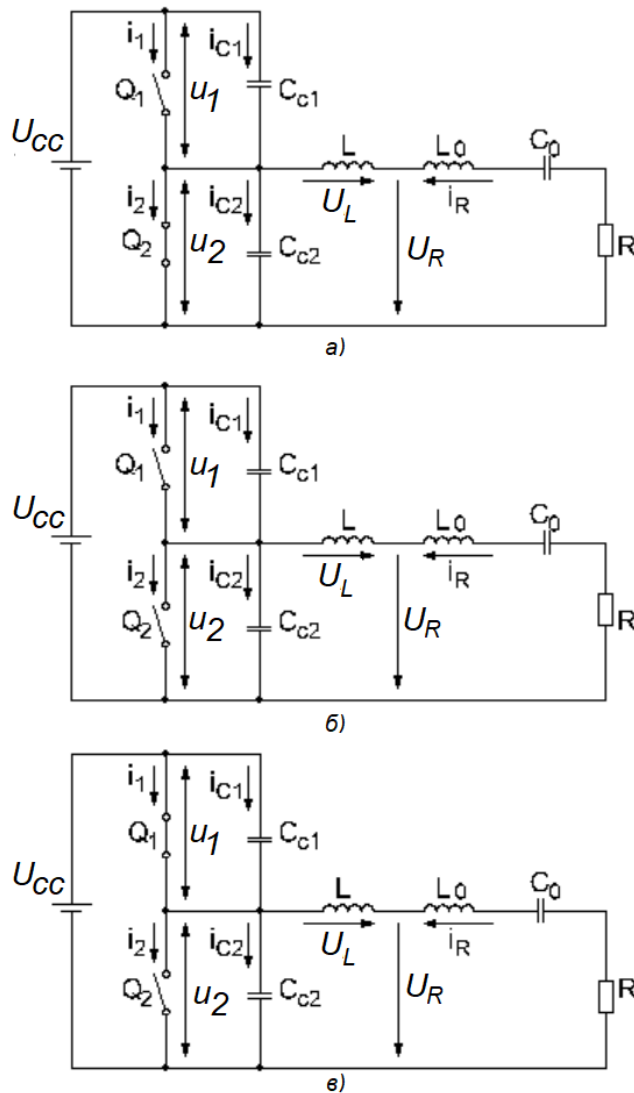 i1 iC1
Q1 u1 Cc1
UCC L L0 C0
i2 iC2 UL iR
Q2 u2 Cc2 UR R
а)
i1 iC1
Q1 u1 Cc1
UCC L L0 C0
i2 iC2 UL iR
Q2 u2 Cc2 UR R
б)
i1 iC1
Q1 u1 Cc1
UCC L L0 C0
i2 iC2 UL iR
Q2 u2 Cc2 UR R
в)